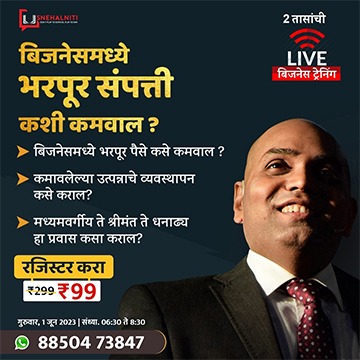 SNEHALNITI
2 तासांची
LIVE
बिजनेस ट्रेनिंग
बिजनेसमध्ये
भरपूर संपत्ती
कशी कमवाल ?
बिजनेसमध्ये भरपूर पैसे कसे कमवाल ?
कमावलेल्या उत्पन्नाचे व्यवस्थापन
कसे कराल?
मध्यमवर्गीय ते श्रीमंत ते धनाढ्य
हा प्रवास कसा कराल?
रजिस्टर करा
₹299 ₹99
गुरुवार, 1 जून 2023 | संध्या. 06:30 ते 8:30
88504 73847